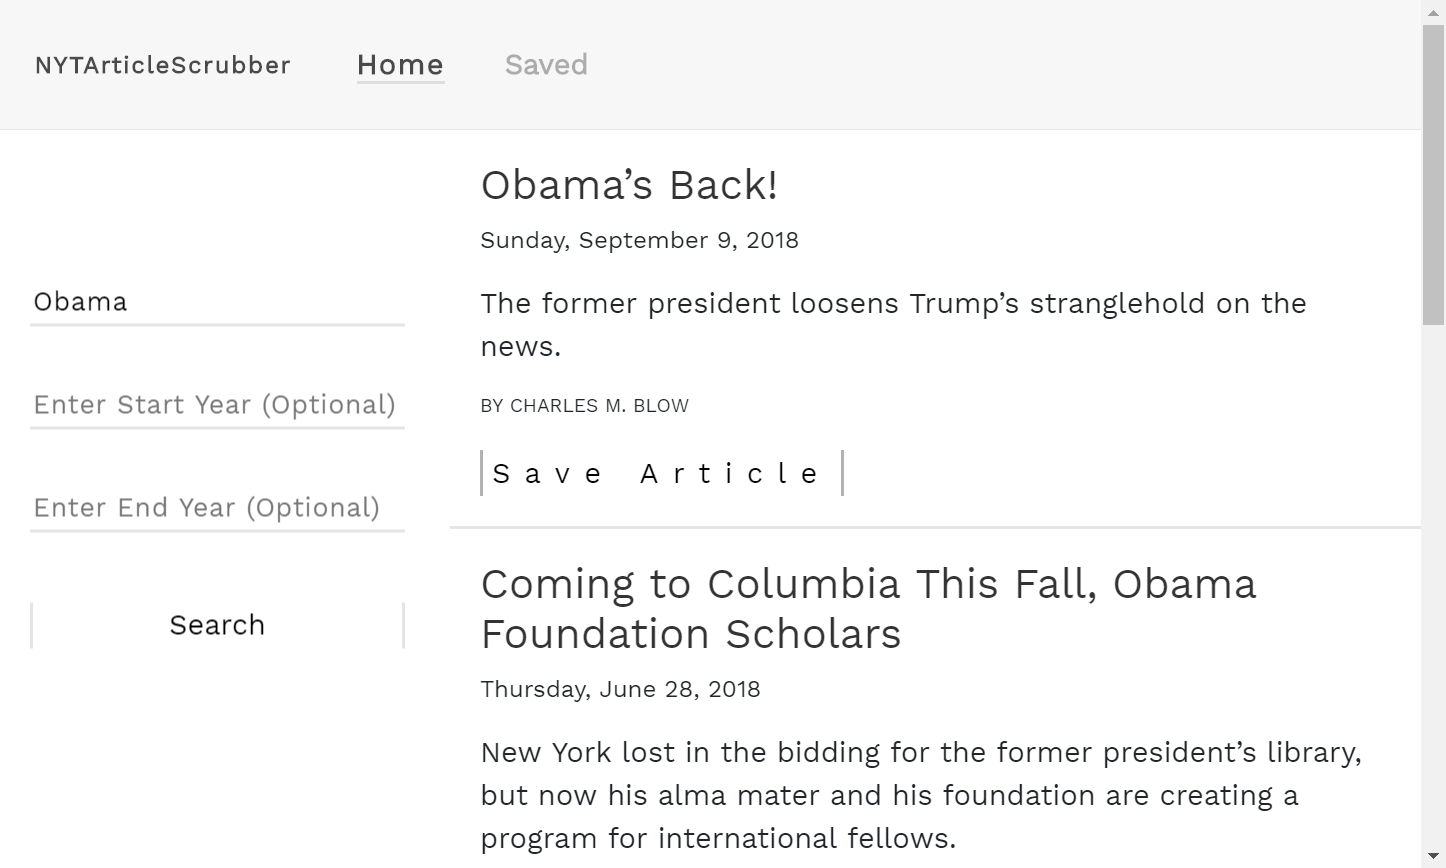 NYTArticleScrubber Home Saved
Obama
Enter Start Year (Optional)
Enter End Year (Optional)
Search
Obama’s Back!
Sunday, September 9, 2018
The former president loosens Trump’s stranglehold on the
news.
BY CHARLES M. BLOW
Save Article
Coming to Columbia This Fall, Obama
Foundation Scholars
Thursday, June 28, 2018
New York lost in the bidding for the former president’s library,
but now his alma mater and his foundation are creating a
program for international fellows.